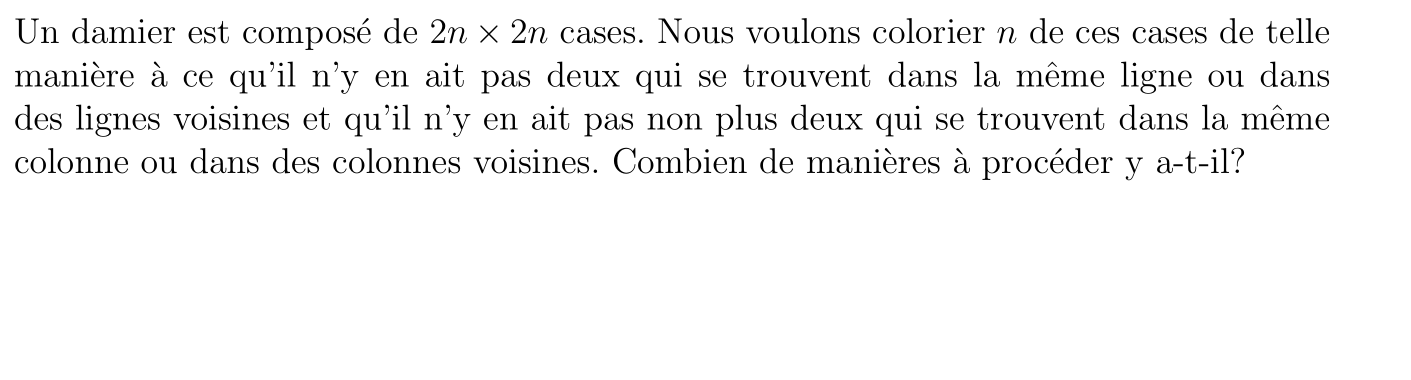 Un damier est composé de 2n × 2n cases. Nous voulons colorier n de ces cases de telle
manière à ce qu'il n'y en ait pas deux qui se trouvent dans la même ligne ou dans
des lignes voisines et qu'il n'y en ait pas non plus deux qui se trouvent dans la même
colonne ou dans des colonnes voisines. Combien de manières à procéder y a-t-il?